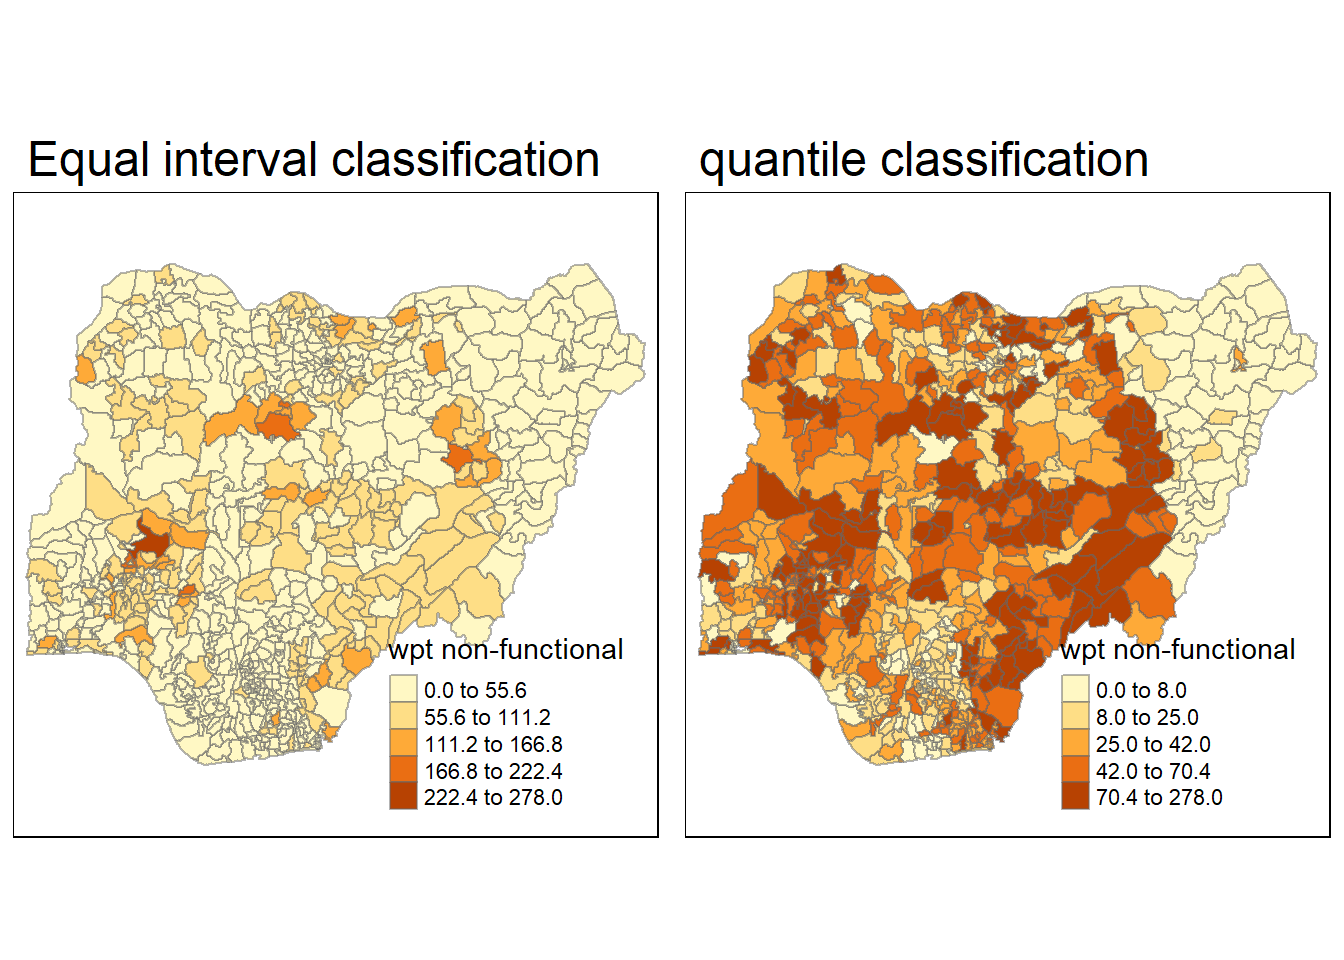 Equal interval classification
wpt non-functional
0.0 to 55.6
55.6 to 111.2
111.2 to 166.8
166.8 to 222.4
222.4 to 278.0
quantile classification
wpt non-functional
0.0 to 8.0
8.0 to 25.0
25.0 to 42.0
42.0 to 70.4
70.4 to 278.0